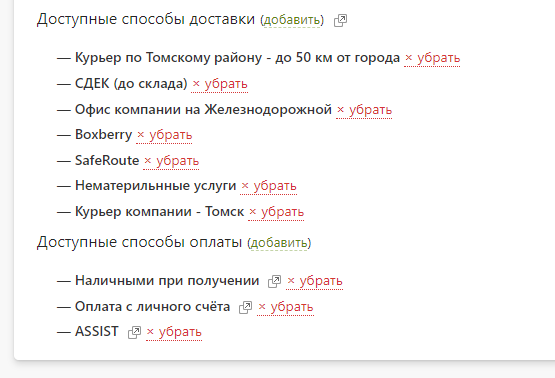 Доступные способы доставки (добавить)
— Курьер по Томскому району - до 50 км от города × убрать
— СДЕК (до склада) × убрать
— Офис компании на Железнодорожной × убрать
— Boxberry × убрать
— SafeRoute × убрать
— Нематерильнные услуги × убрать
— Курьер компании - Томск × убрать
Доступные способы оплаты (добавить)
— Наличными при получении × убрать
— Оплата с личного счёта × убрать
— ASSIST × убрать